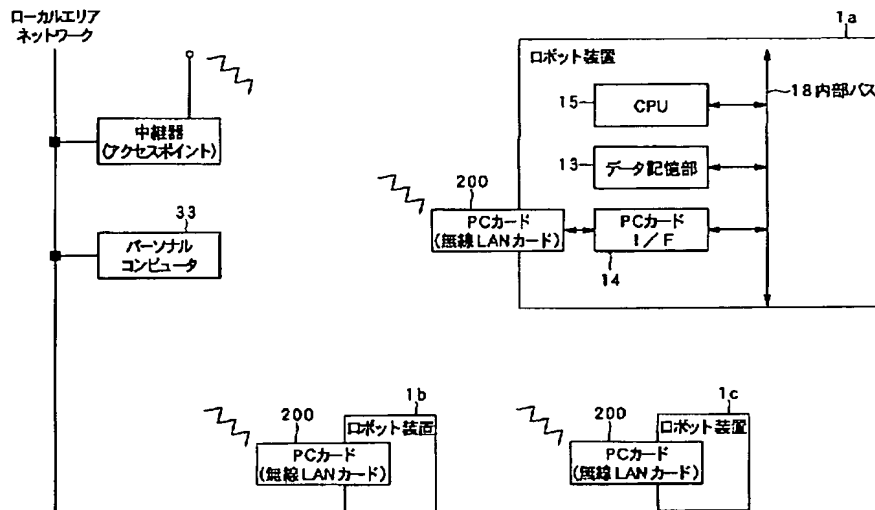 ローカルエリア
ネットワーク
中継器
(アクセスポイント)
33
パーソナル
コンピュータ
1a
ロボット装置
15
CPU
18内部バス
13
データ記憶部
200
PCカード
(無線LANカード)
PCカード
I/F
14
1b
200
ロボット装置
PCカード
(無線LANカード)
1c
200
ロボット装置
PCカード
(無線LANカード)